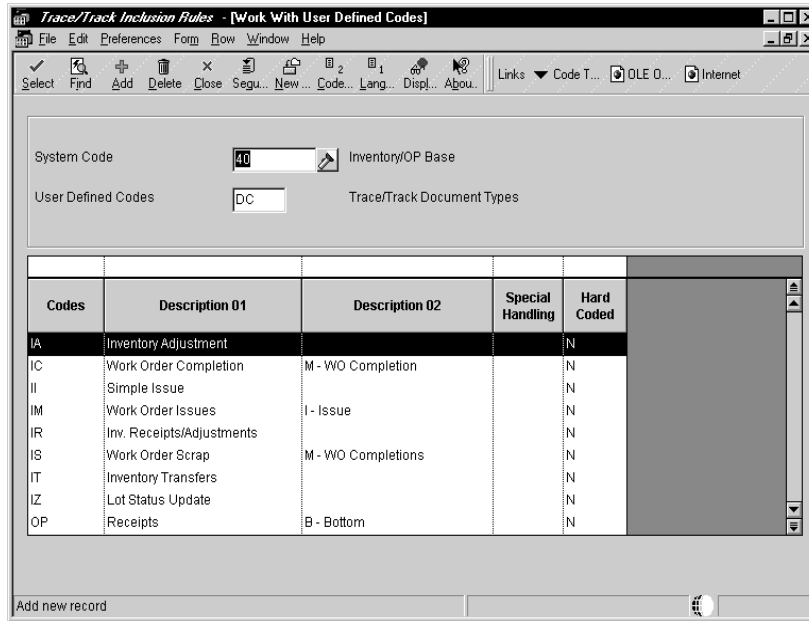 Trace/Track Inclusion Rules - [Work With User Defined Codes]
File Edit Preferences Form Row Window Help
Select Find Add Delete Close Sequ... New ... Code... Lang... Displ... Abou.. Links Code T... OLE O... Internet
System Code 40 Inventory/OP Base
User Defined Codes DC Trace/Track Document Types
Codes Description 01 Description 02 Special Handling Hard Coded
IA Inventory Adjustment N
IC Work Order Completion M - WO Completion N
II Simple Issue N
IM Work Order Issues I - Issue N
IR Inv. Receipts/Adjustments N
IS Work Order Scrap M - WO Completions N
IT Inventory Transfers N
IZ Lot Status Update N
OP Receipts B - Bottom N
Add new record